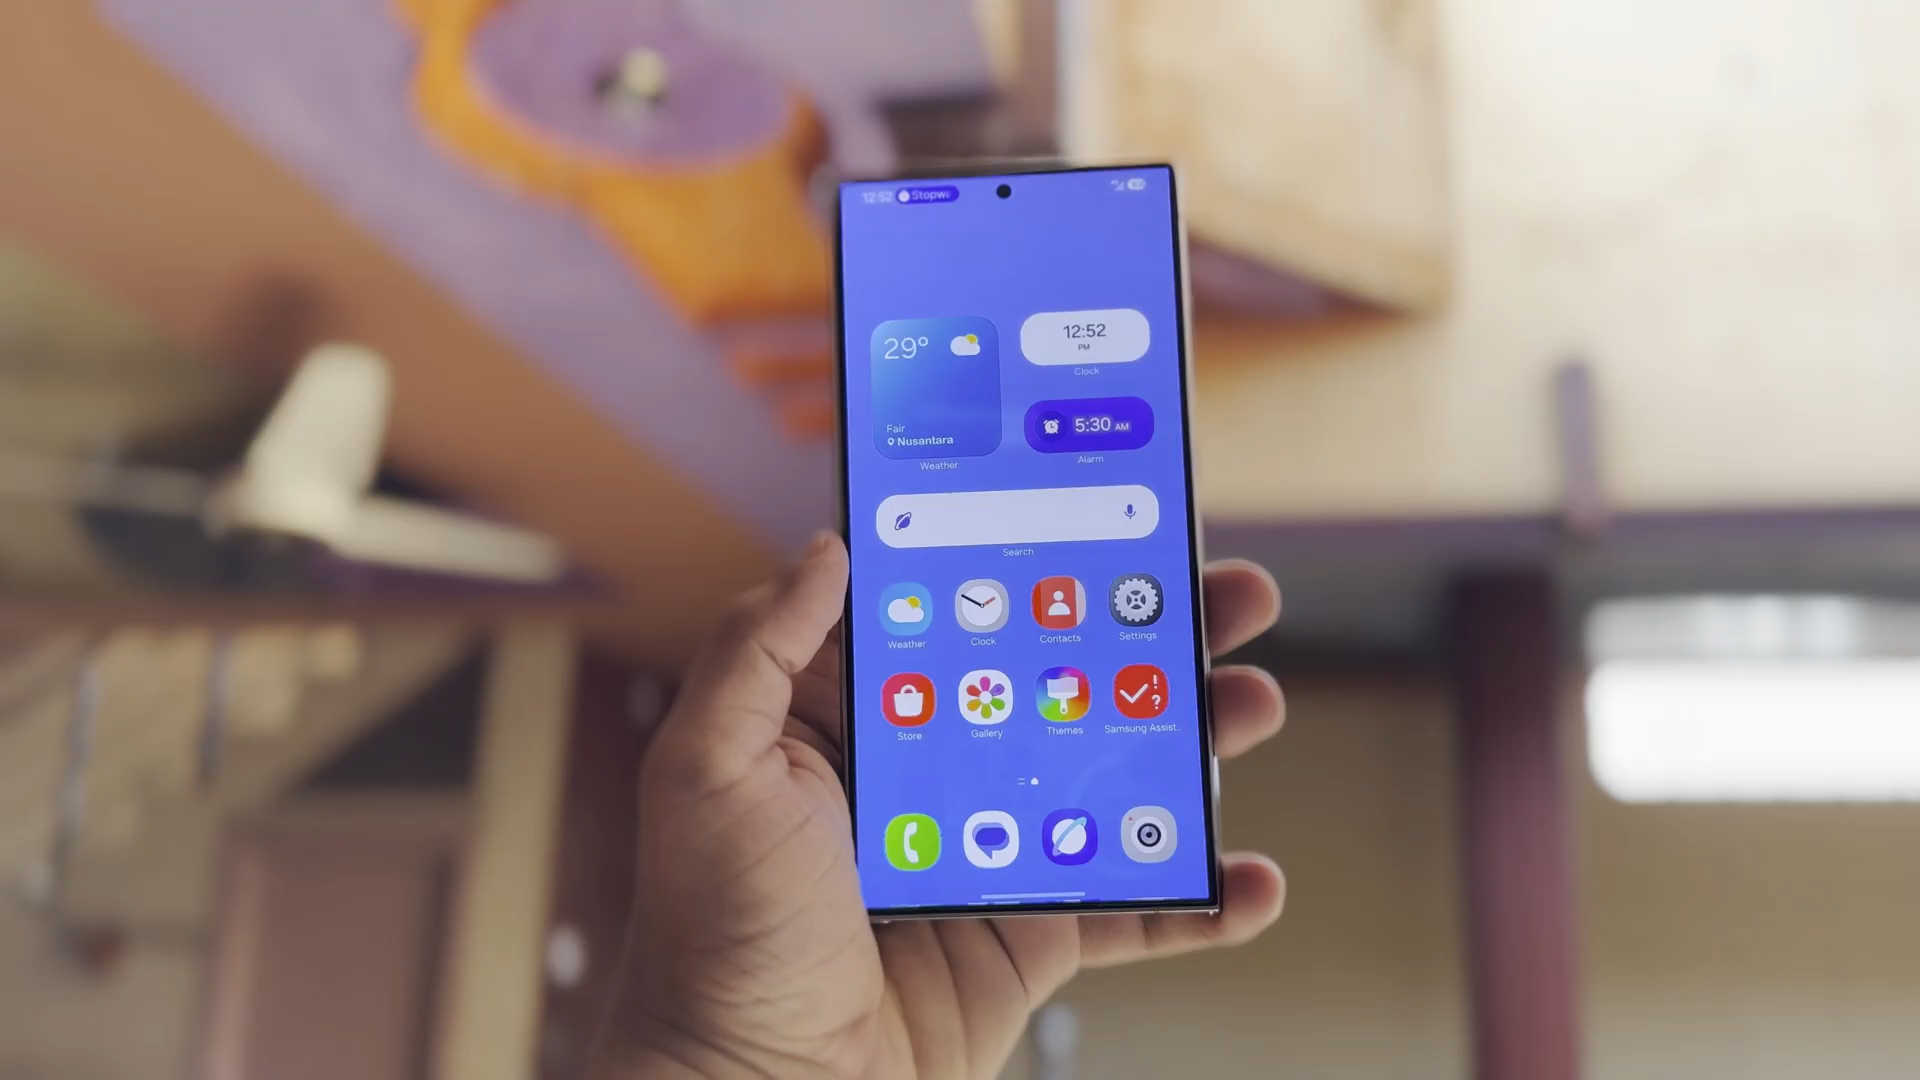 12:52 Stopw
29°
Fair
Nusantara
Weather
12:52
PM
Clock
5:30 AM
Alarm
Search
Weather
Clock
Contacts
Settings
Store
Gallery
Themes
Samsung Assist..